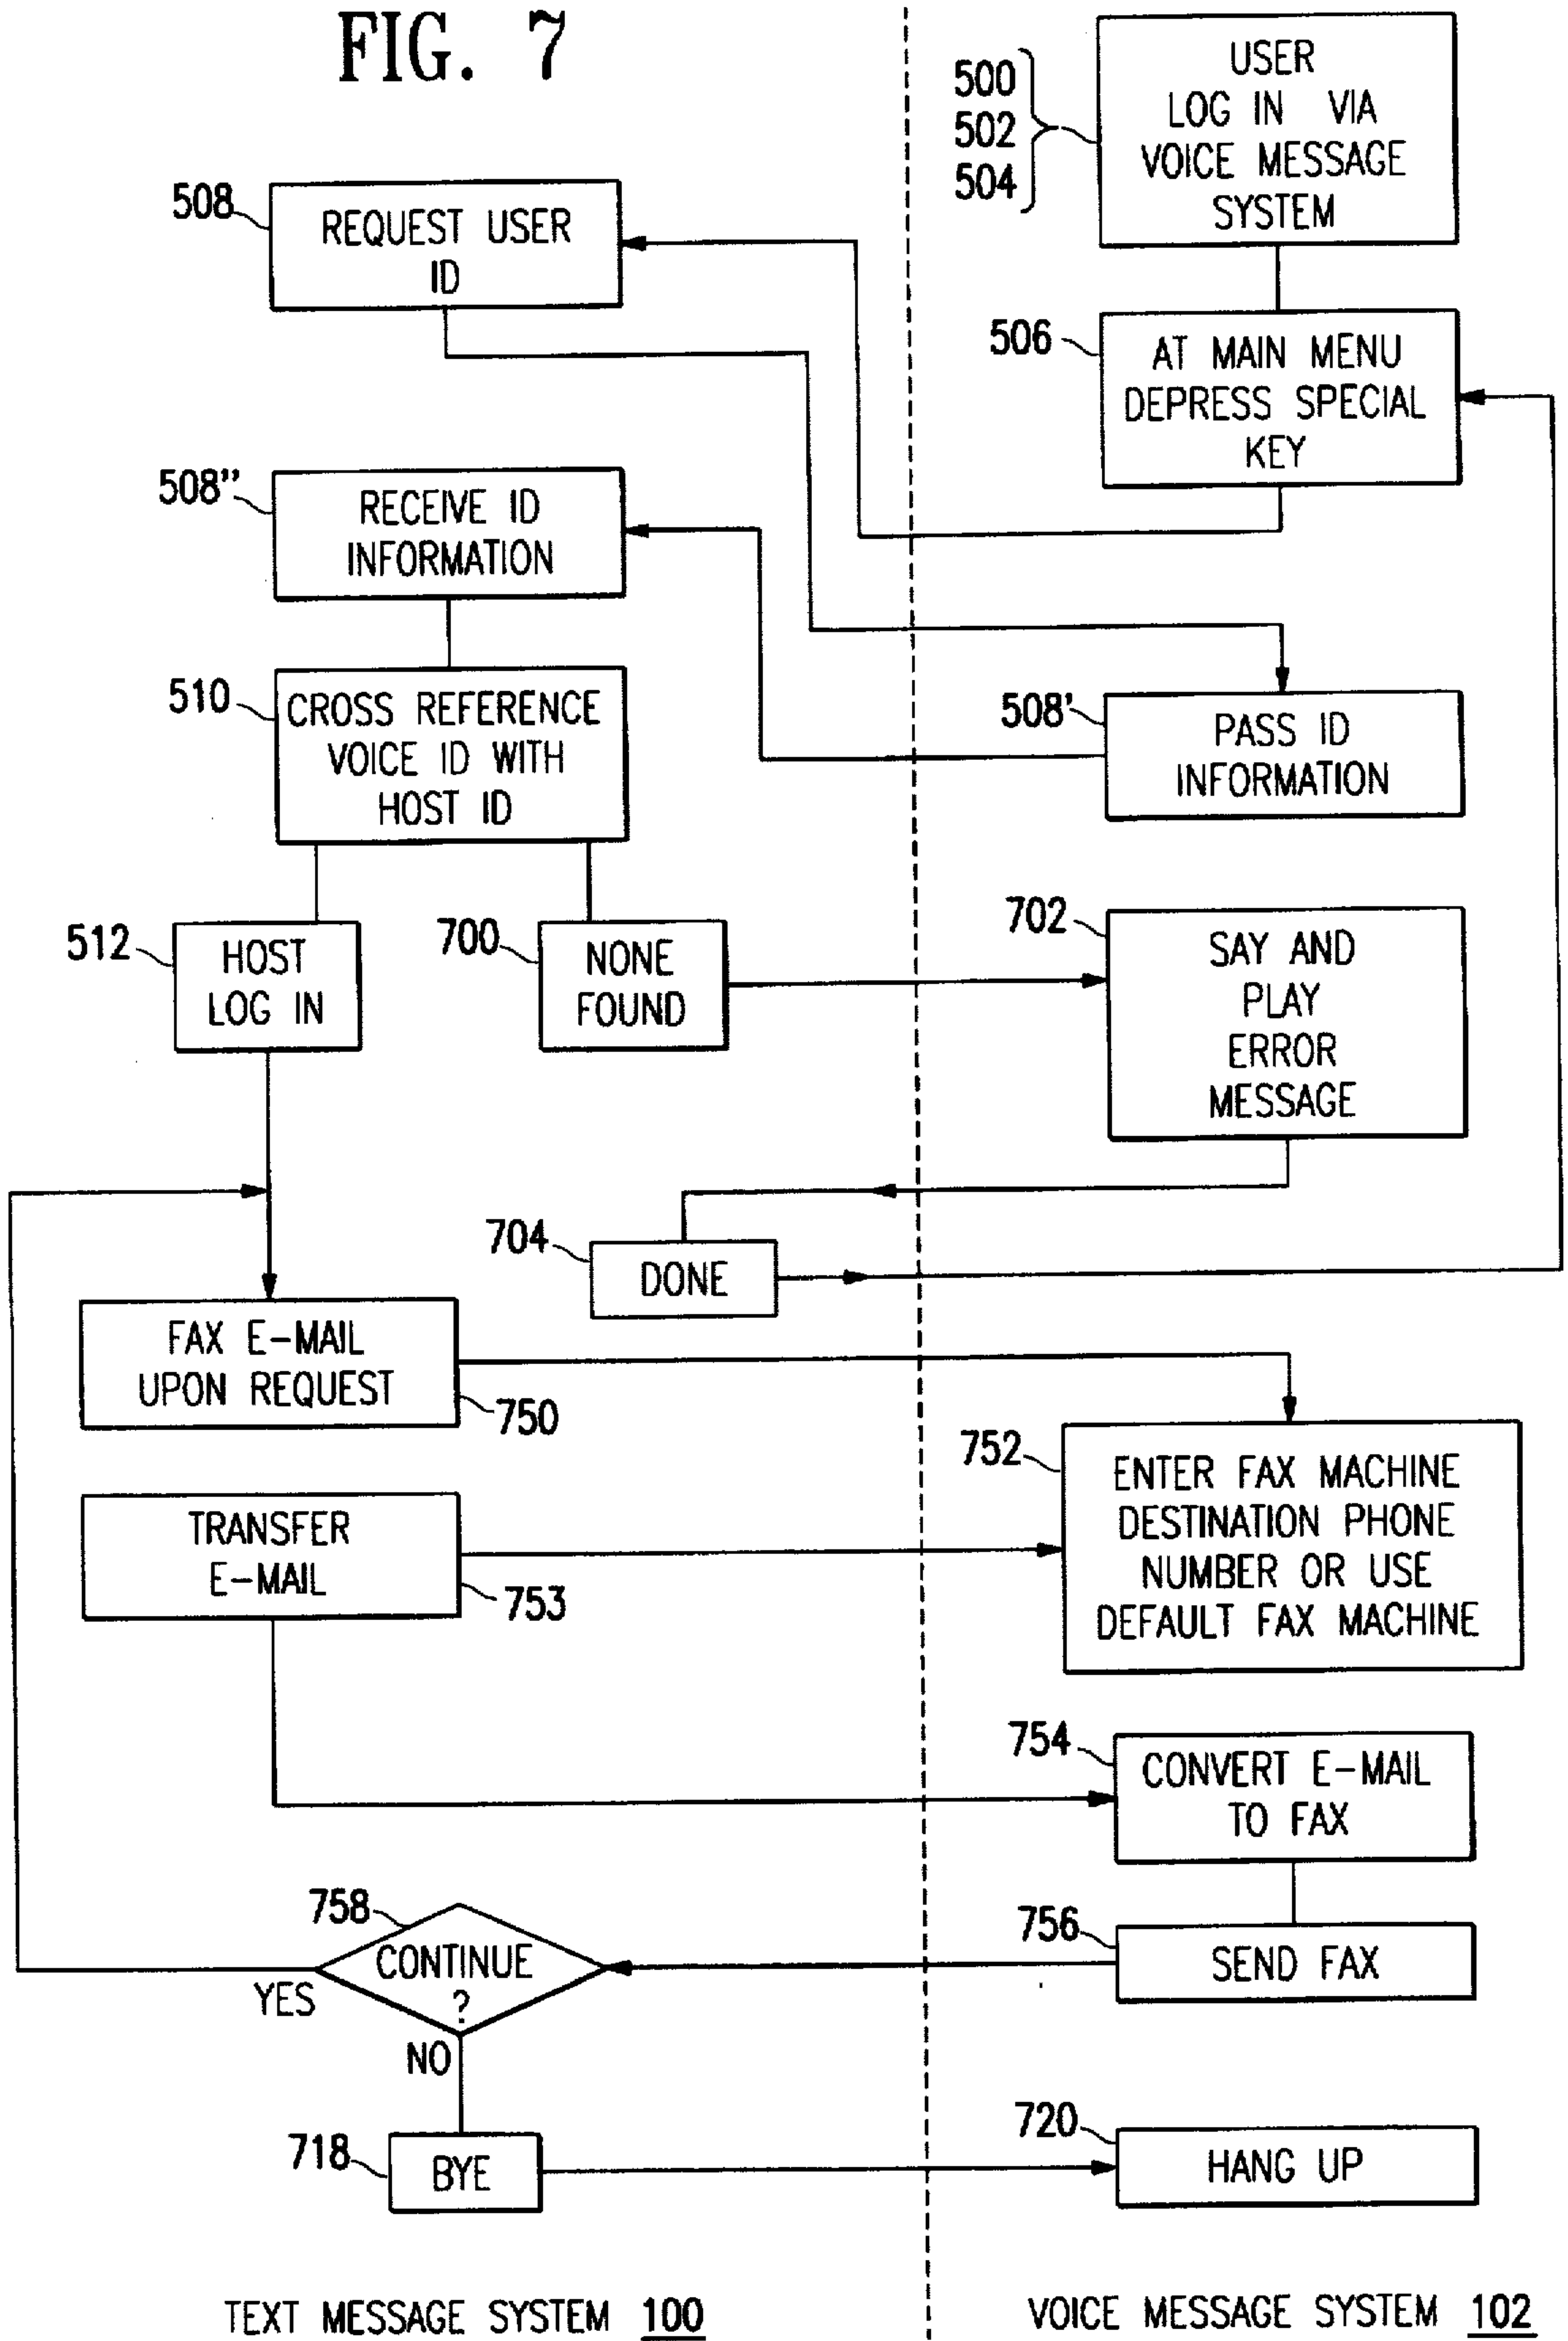 FIG. 7
500
502
504
USER
LOG IN VIA
VOICE MESSAGE
SYSTEM
508
REQUEST USER
ID
506
AT MAIN MENU
DEPRESS SPECIAL
KEY
508"
RECEIVE ID
INFORMATION
510
CROSS REFERENCE
VOICE ID WITH
HOST ID
508'
PASS ID
INFORMATION
512
HOST
LOG IN
700
NONE
FOUND
702
SAY AND
PLAY
ERROR
MESSAGE
704
DONE
FAX E-MAIL
UPON REQUEST
750
752
ENTER FAX MACHINE
DESTINATION PHONE
NUMBER OR USE
DEFAULT FAX MACHINE
TRANSFER
E-MAIL
753
754
CONVERT E-MAIL
TO FAX
758
CONTINUE
?
YES
NO
756
SEND FAX
718
BYE
720
HANG UP
TEXT MESSAGE SYSTEM 100
VOICE MESSAGE SYSTEM 102